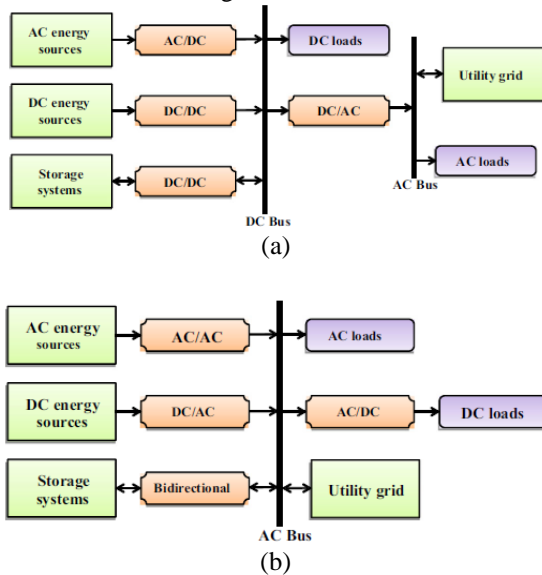 AC energy
sources
AC/DC
DC loads
Utility grid
DC energy
sources
DC/DC
DC/AC
AC loads
Storage
systems
DC/DC
AC Bus
DC Bus
(a)
AC energy
sources
AC/AC
AC loads
DC energy
sources
DC/AC
AC/DC
DC loads
Storage
systems
Bidirectional
Utility grid
AC Bus
(b)